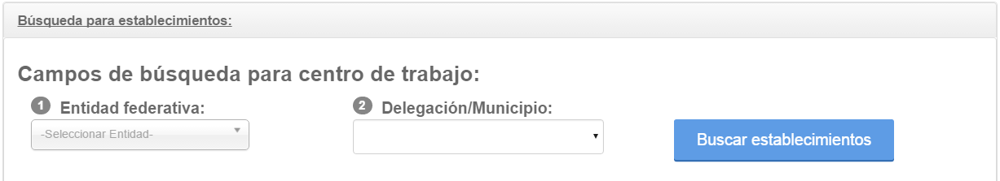 Búsqueda para establecimientos:
Campos de búsqueda para centro de trabajo:
1 Entidad federativa:
2 Delegación/Municipio:
-Seleccionar Entidad-
Buscar establecimientos